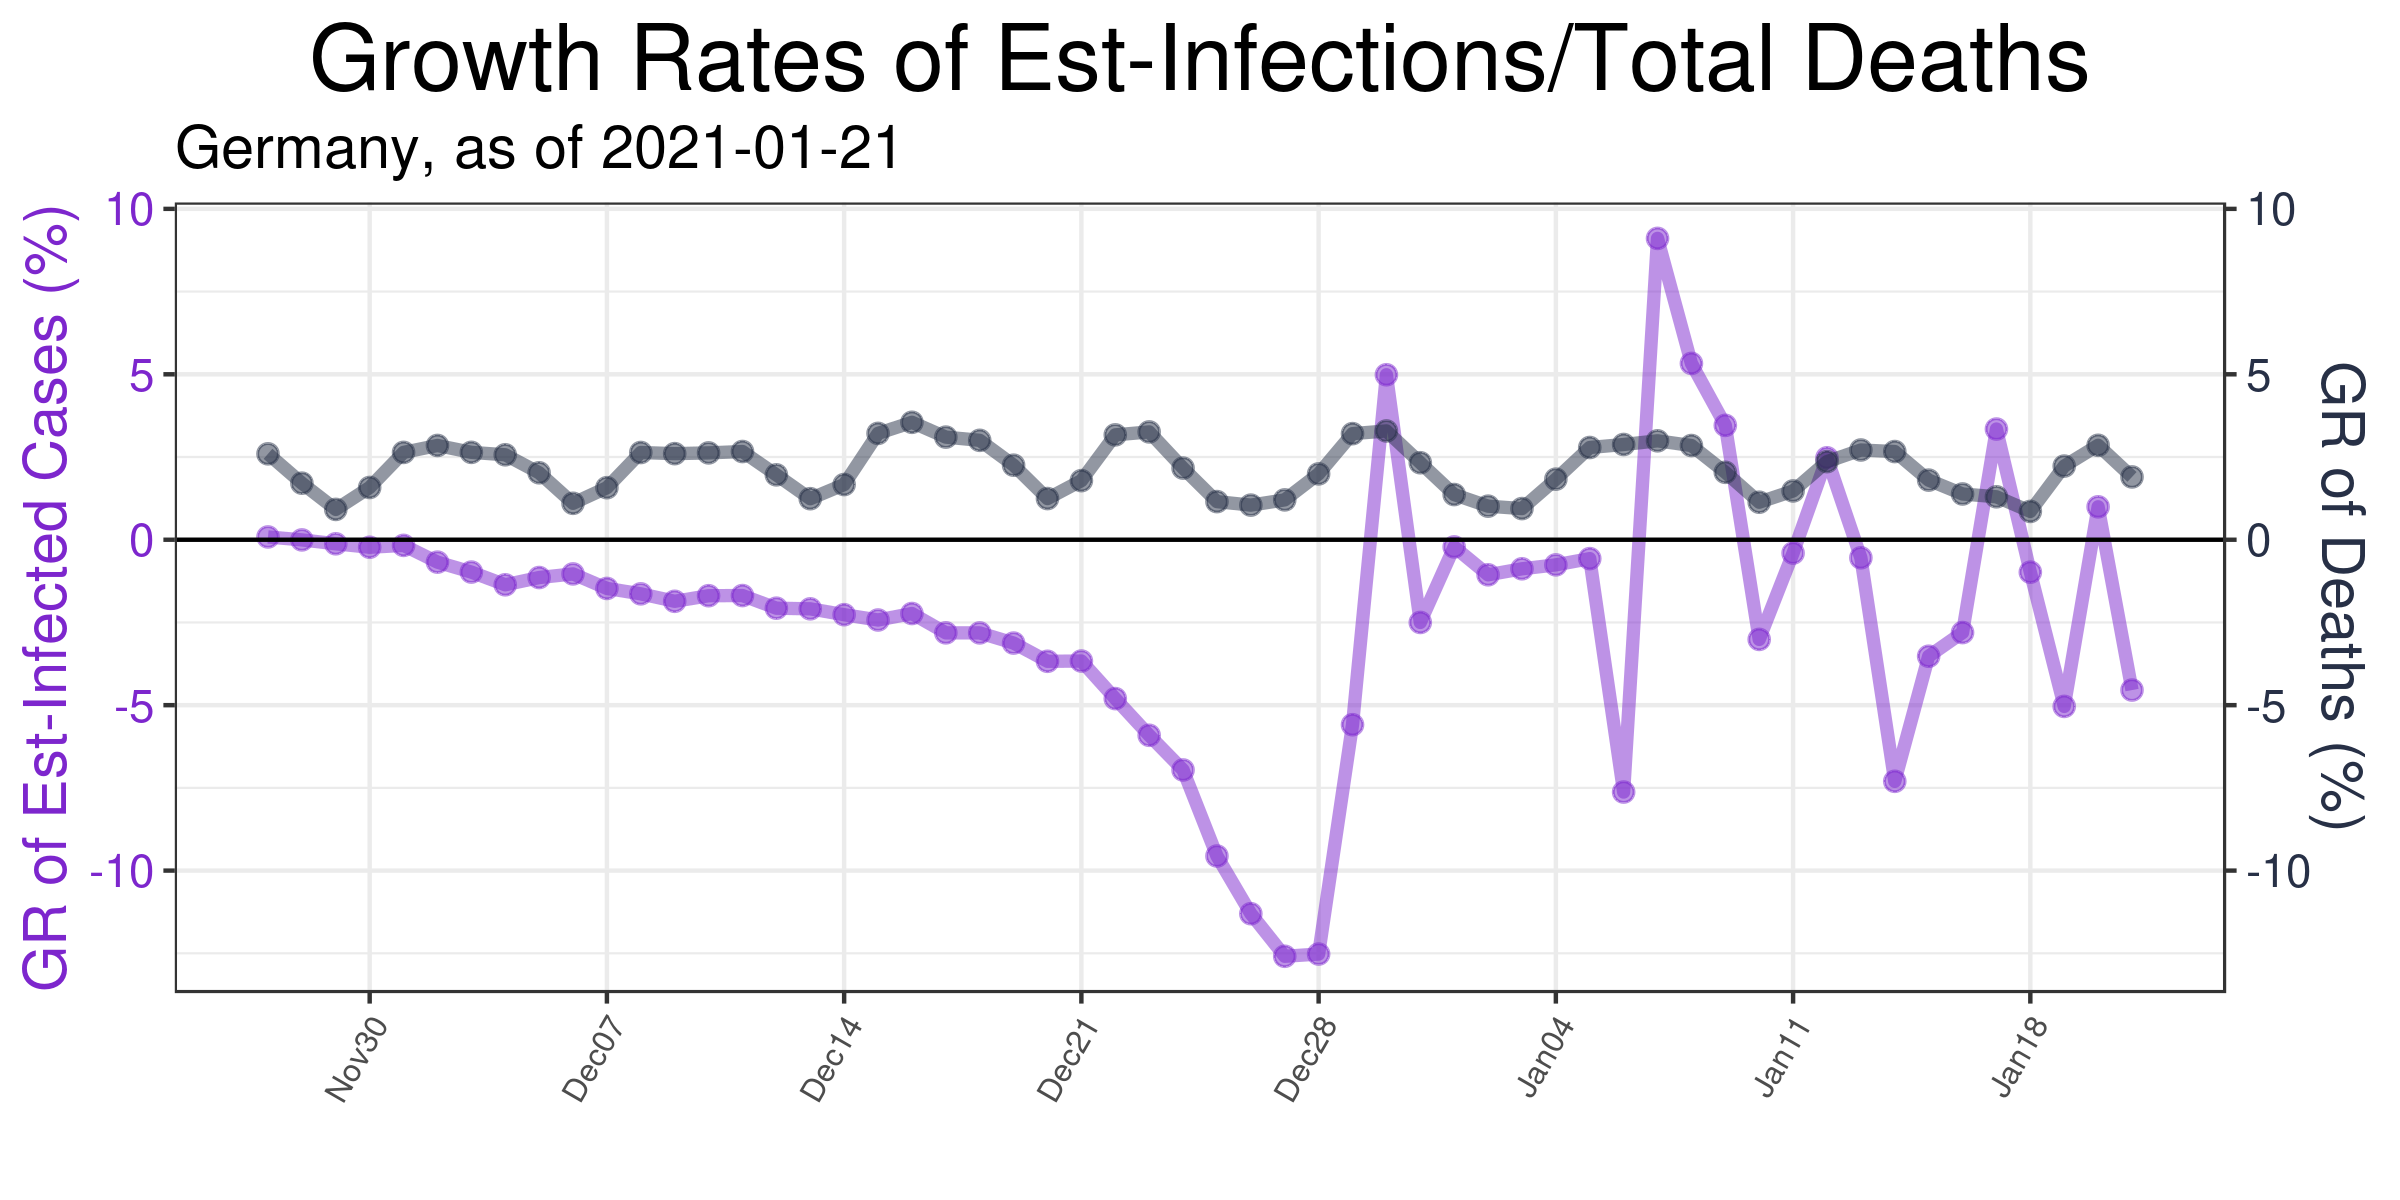 Growth Rates of Est-Infections/Total Deaths
Germany, as of 2021-01-21
GR of Est-Infected Cases (%)
10
5
0
-5
-10
10
5
0
-5
-10
GR of Deaths (%)
Nov30
Dec07
Dec14
Dec21
Dec28
Jan04
Jan11
Jan18